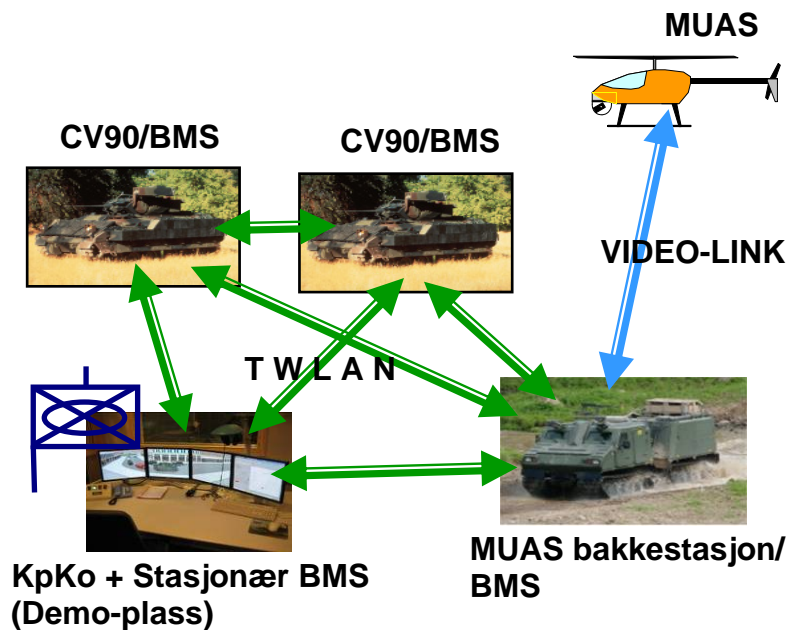 MUAS
CV90/BMS
CV90/BMS
VIDEO-LINK
T W L A N
KpKo + Stasjonær BMS
(Demo-plass)
MUAS bakkestasjon/
BMS